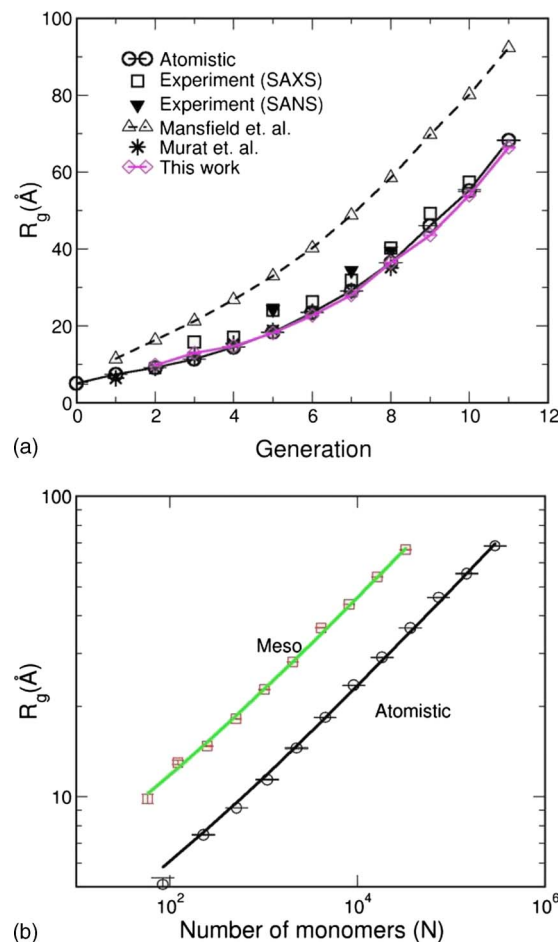 100
80
60
40
20
0
R_g(Å)
Atomistic
Experiment (SAXS)
Experiment (SANS)
Mansfield et. al.
Murat et. al.
This work
0 2 4 6 8 10 12
Generation
(a)
100
10
R_g(Å)
Meso
Atomistic
10^2 10^4 10^6
Number of monomers (N)
(b)